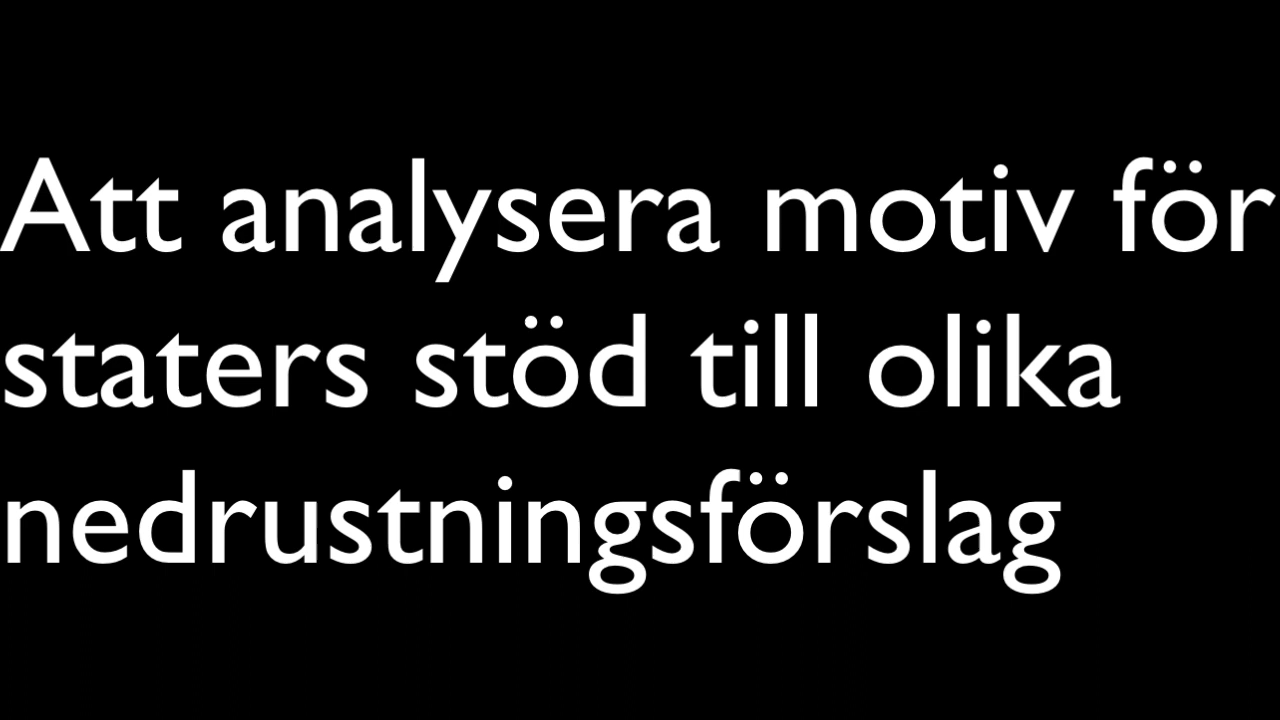 Att analysera motiv för
staters stöd till olika
nedrustningsförslag